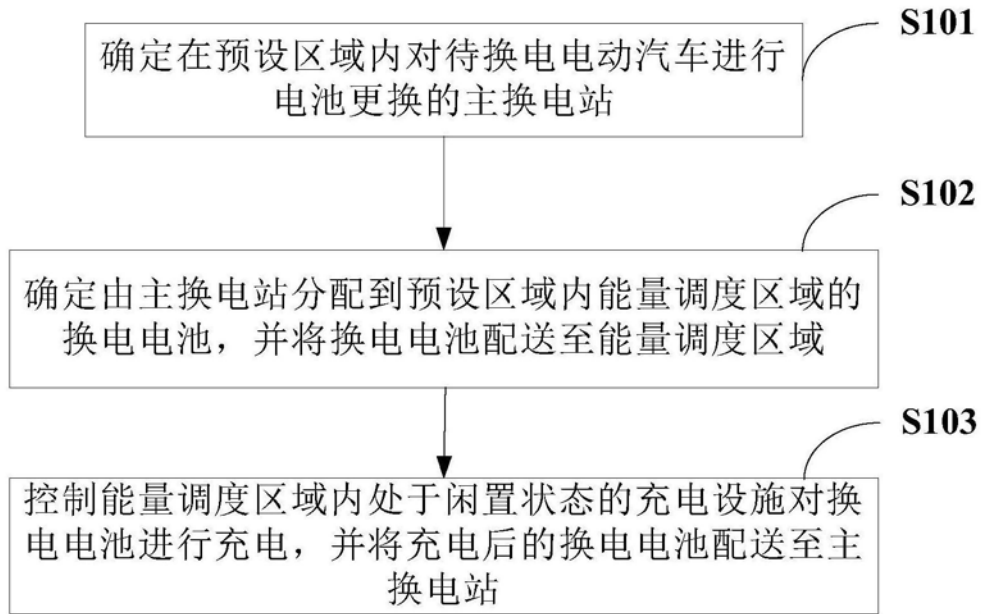 S101
确定在预设区域内对待换电电动汽车进行
电池更换的主换电站
S102
确定由主换电站分配到预设区域内能量调度区域的
换电电池，并将换电电池配送至能量调度区域
S103
控制能量调度区域内处于闲置状态的充电设施对换
电电池进行充电，并将充电后的换电电池配送至主
换电站